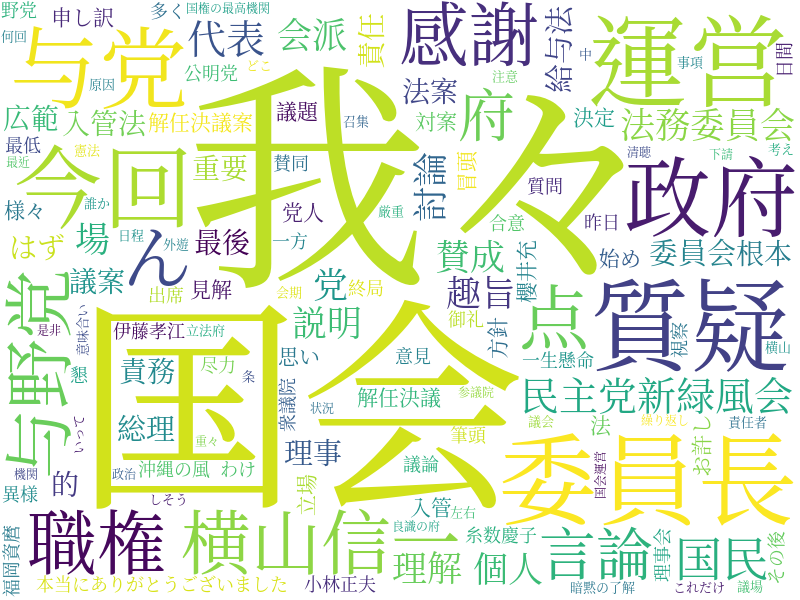 野党
申し訳
多く
国権の最高機関
何回
与党
原因
どこ
公明党
代表
会派
責任
感謝
給与法
運営
中
事項
日間
広範
入管法
解任決議案
議題
召集
法案
注意
対案
府
決定
法務委員会
最低
最近
憲法
今回
重要
賛同
我々
討論
冒頭
質問
清聴
下請
考え
様々
誰か
党人
厳重
合意
昨日
政府
はず
場
日程
外遊
ん
最後
一方
賛成
櫻井充
始め
委員会根本
与野党
議案
出席
見解
会期
党
終局
趣旨
点
質疑
是非
意味合い
伊藤孝江
立法府
説明
御礼
方針
一生懸命
視察
横山
懇
責務
尽力
思い
意見
国会
条
衆議院
解任決議
参議院
民主党新緑風会
いって
総理
重々
状況
筆頭
議会
法
繰り返し
責任者
お許し
機関
政治
沖縄の風
わけ
理事
議論
委員長
国会運営
異様
的
しそう
立場
入管
左右
福岡資麿
職権
横山信一
良識の府
理解
糸数慶子
個人
言論
理事会
国民
その後
本当にありがとうございました
小林正夫
暗黙の了解
これだけ
議場